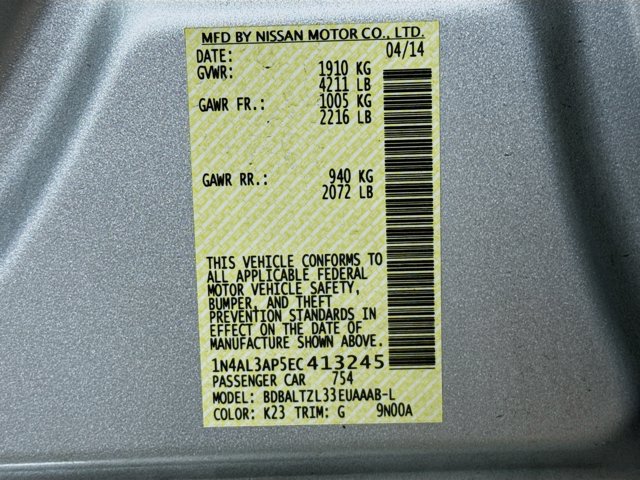 MFD BY NISSAN MOTOR CO., LTD.
DATE: 04/14
GVWR: 1910 KG
4211 LB
GAWR FR.: 1005 KG
2216 LB
GAWR RR.: 940 KG
2072 LB
THIS VEHICLE CONFORMS TO
ALL APPLICABLE FEDERAL
MOTOR VEHICLE SAFETY,
BUMPER, AND THEFT
PREVENTION STANDARDS IN
EFFECT ON THE DATE OF
MANUFACTURE SHOWN ABOVE.
1N4AL3AP5EC413245
PASSENGER CAR 754
MODEL: BDBALTZL33EUAAAB-L
COLOR: K23 TRIM: G 9N00A